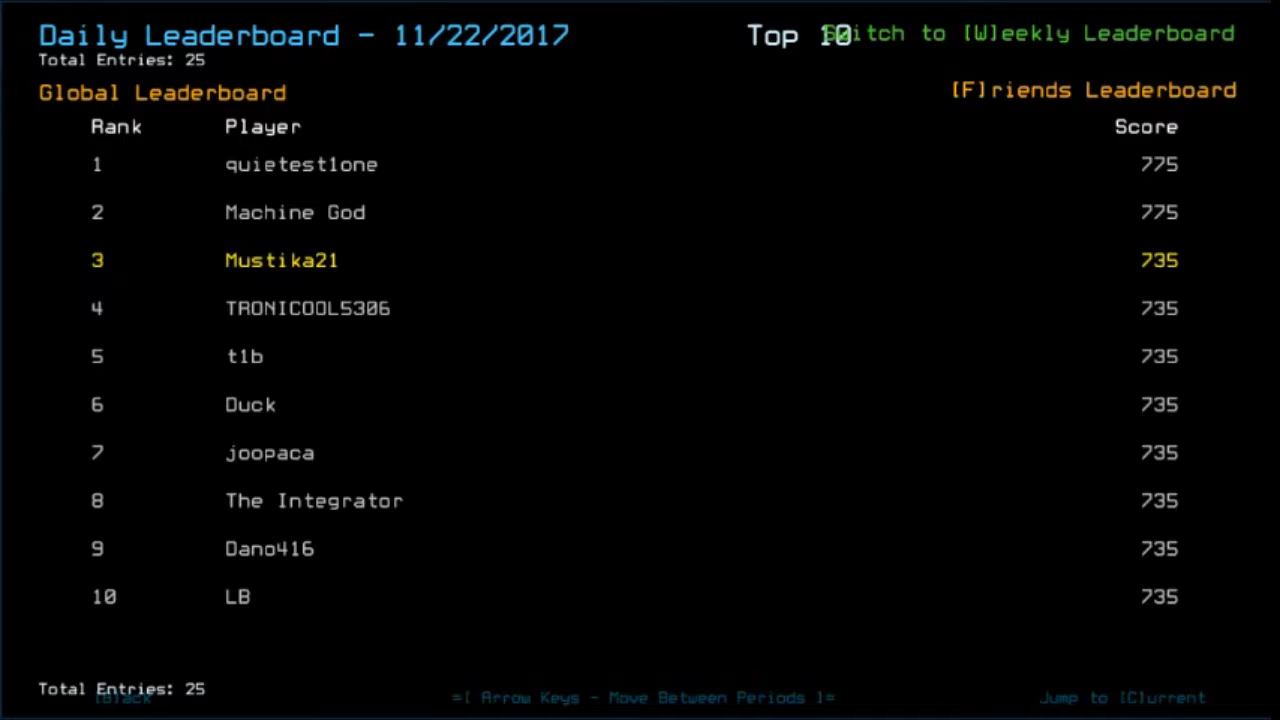 Daily Leaderboard - 11/22/2017 Top 10 Switch to [W]eekly Leaderboard
Total Entries: 25
Global Leaderboard [F]riends Leaderboard
Rank Player Score
1 quietest1one 775
2 Machine God 775
3 Mustika21 735
4 TRONICOOL5306 735
5 t1b 735
6 Duck 735
7 joopaca 735
8 The Integrator 735
9 Dano416 735
10 LB 735
Total Entries: 25
[B]ack =[ Arrow Keys - Move Between Periods ]= Jump to [C]urrent